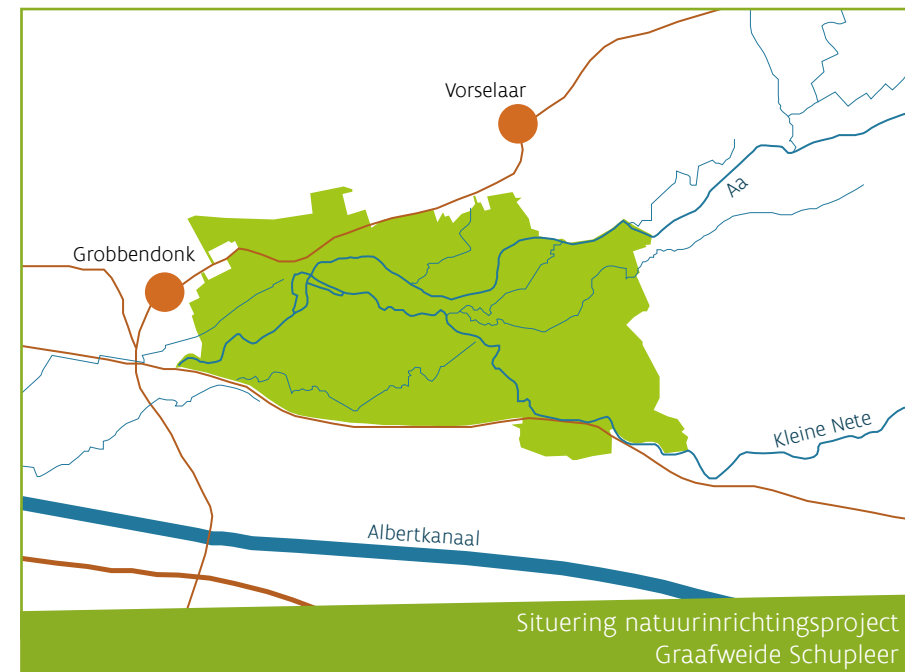 Vorselaar
Aa
Grobbendonk
Kleine Nete
Albertkanaal
Situering natuurinrichtingsproject
Graafweide Schupleer